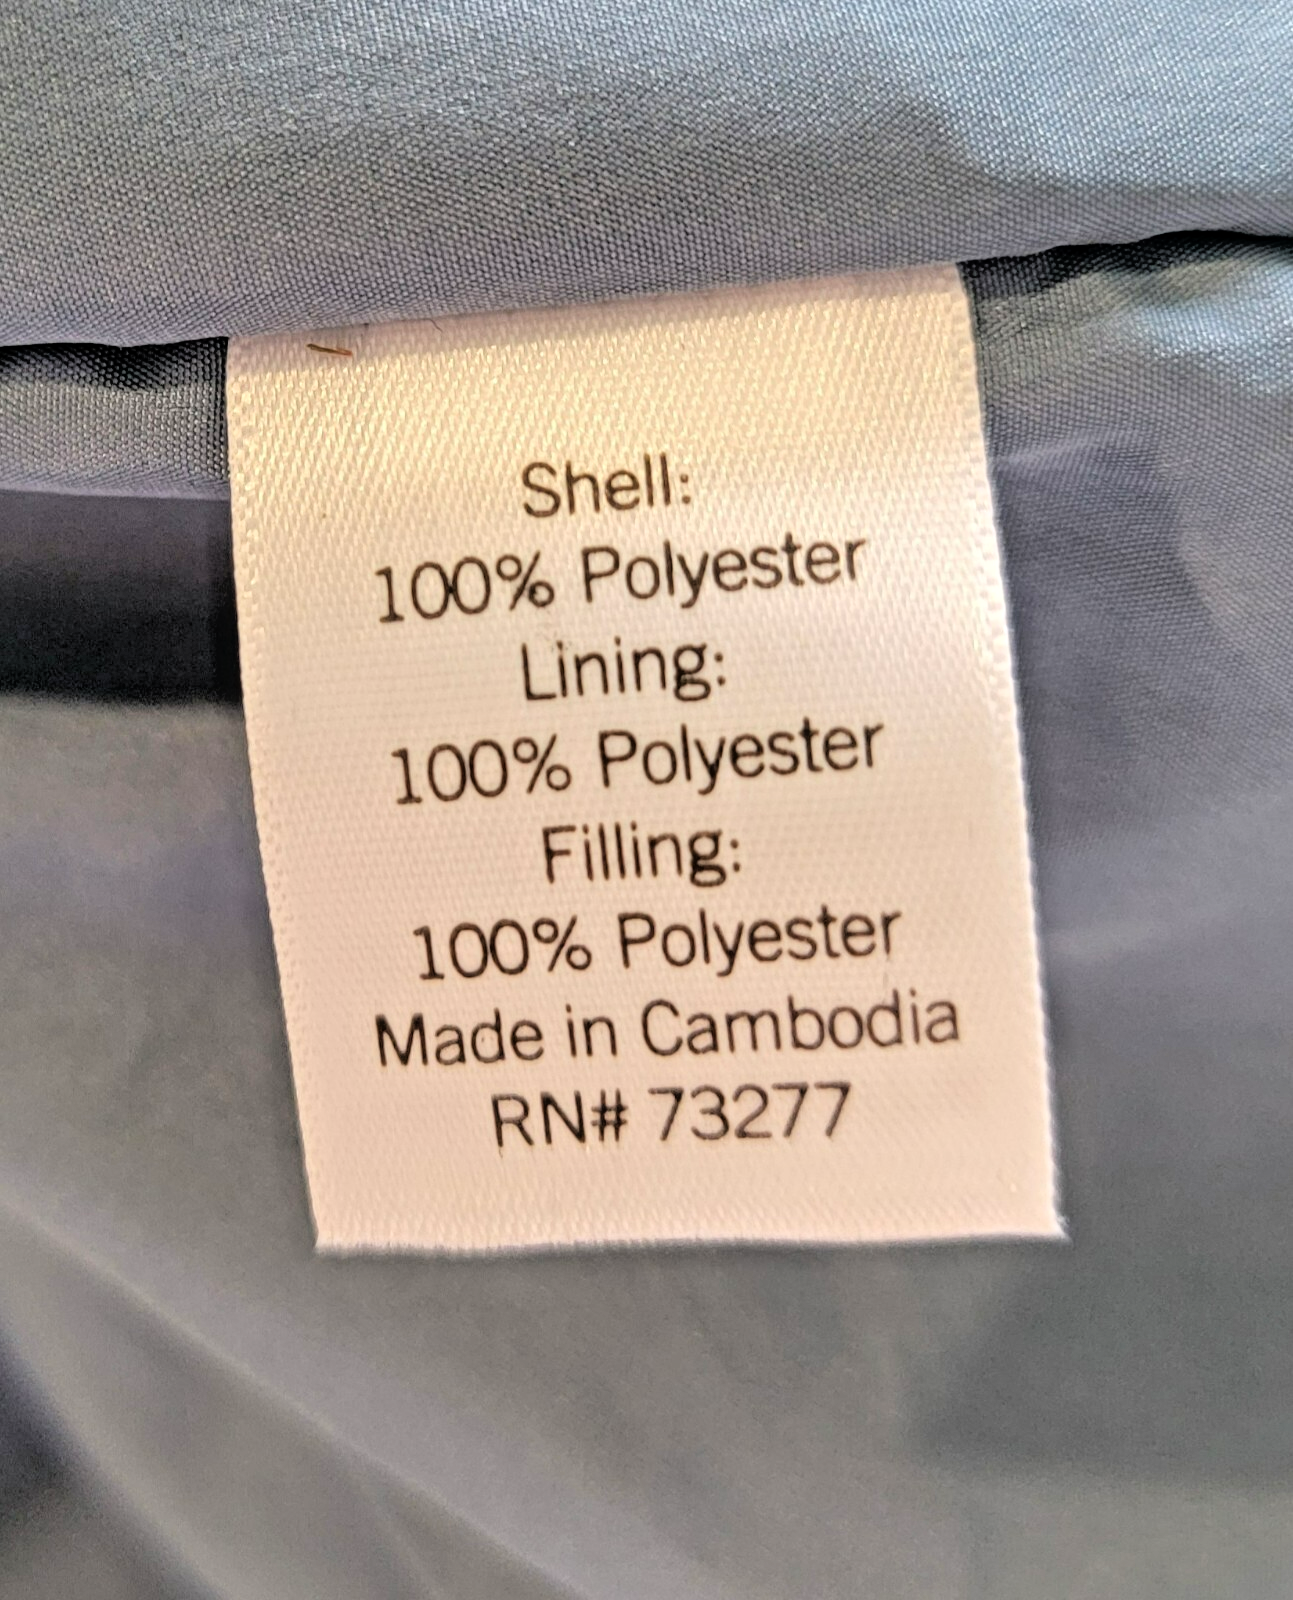 Shell:
100% Polyester
Lining:
100% Polyester
Filling:
100% Polyester
Made in Cambodia
RN# 73277